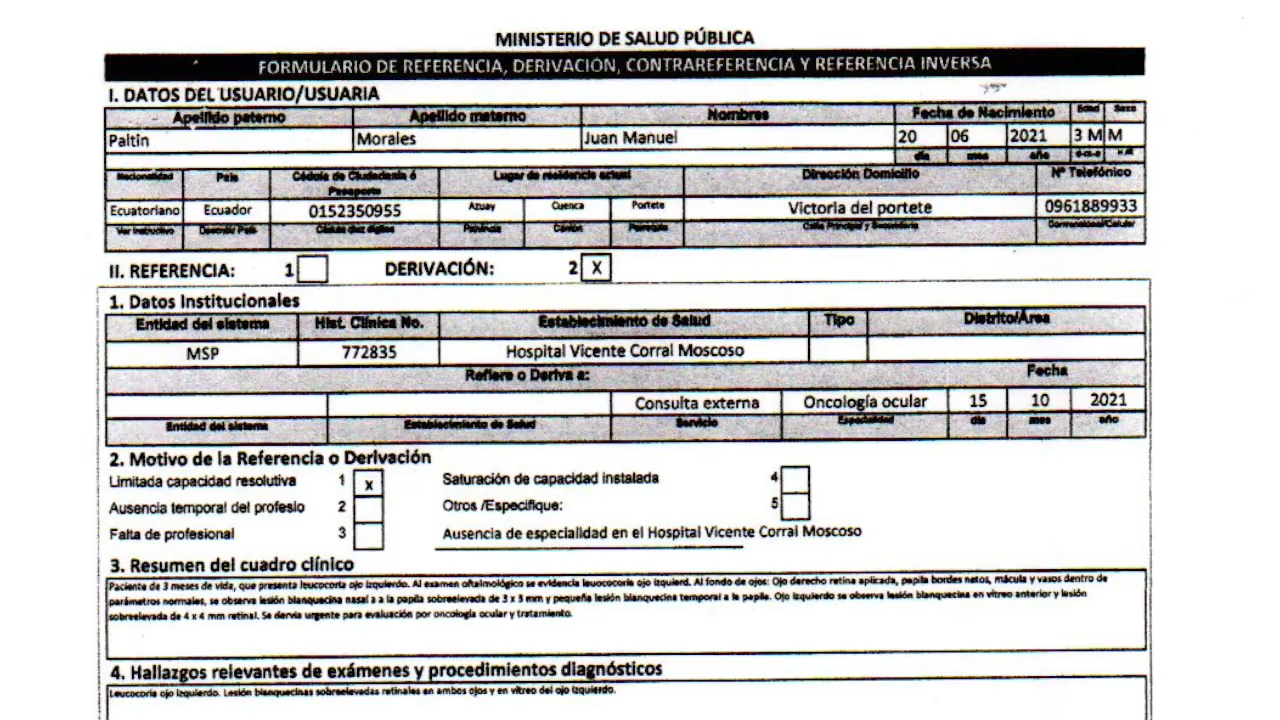 MINISTERIO DE SALUD PÚBLICA
FORMULARIO DE REFERENCIA, DERIVACION, CONTRAREFERENCIA Y REFERENCIA INVERSA
I. DATOS DEL USUARIO/USUARIA
Apellido paterno Apellido materno Nombres Fecha de Nacimiento Edad Sexo
Paltin Morales Juan Manuel 20 06 2021 3 M M
día mes año
Nacionalidad País Cédula de Ciudadanía ó Pasaporte Lugar de residencia actual Dirección Domicilio Nº Telefónico
Ecuatoriano Ecuador 0152350955 Azuay Cuenca Portete Victoria del portete 0961889933
Ver Instructivo Describir País Cédula diez dígitos Provincia Cantón Parroquia Calle Principal y Secundaria Convencional/Celular
II. REFERENCIA: 1 DERIVACIÓN: 2 X
1. Datos Institucionales
Entidad del sistema Hist. Clínica No. Establecimiento de Salud Tipo Distrito/Área
MSP 772835 Hospital Vicente Corral Moscoso
Refiere o Deriva a: Fecha
Consulta externa Oncología ocular 15 10 2021
Entidad del sistema Establecimiento de Salud Servicio Especialidad día mes año
2. Motivo de la Referencia o Derivación
Limitada capacidad resolutiva 1 x Saturación de capacidad instalada 4
Ausencia temporal del profesio 2 Otros /Especifique: 5
Falta de profesional 3 Ausencia de especialidad en el Hospital Vicente Corral Moscoso
3. Resumen del cuadro clínico
Paciente de 3 meses de vida, que presenta leucocorta ojo izquierdo. Al examen oftalmológico se evidencia leuococoria ojo izquierd. Al fondo de ojos: Ojo derecho retina aplicada, papila bordes netos, mácula y vasos dentro de
parámetros normales, se observa lesión blanquecina nasal a a la papila sobreelevada de 3 x 3 mm y pequeña lesión blanquecina temporal a la papila. Ojo izquierdo se observa lesión blanquecina en vitreo anterior y lesión
sobreelevada de 4 x 4 mm retinal. Se dervia urgente para evaluación por oncología ocular y tratamiento.
4. Hallazgos relevantes de exámenes y procedimientos diagnósticos
Leucocoria ojo izquierdo. Lesión blanquecinas sobreelevadas retinales en ambos ojos y en vitreo del ojo izquierdo.